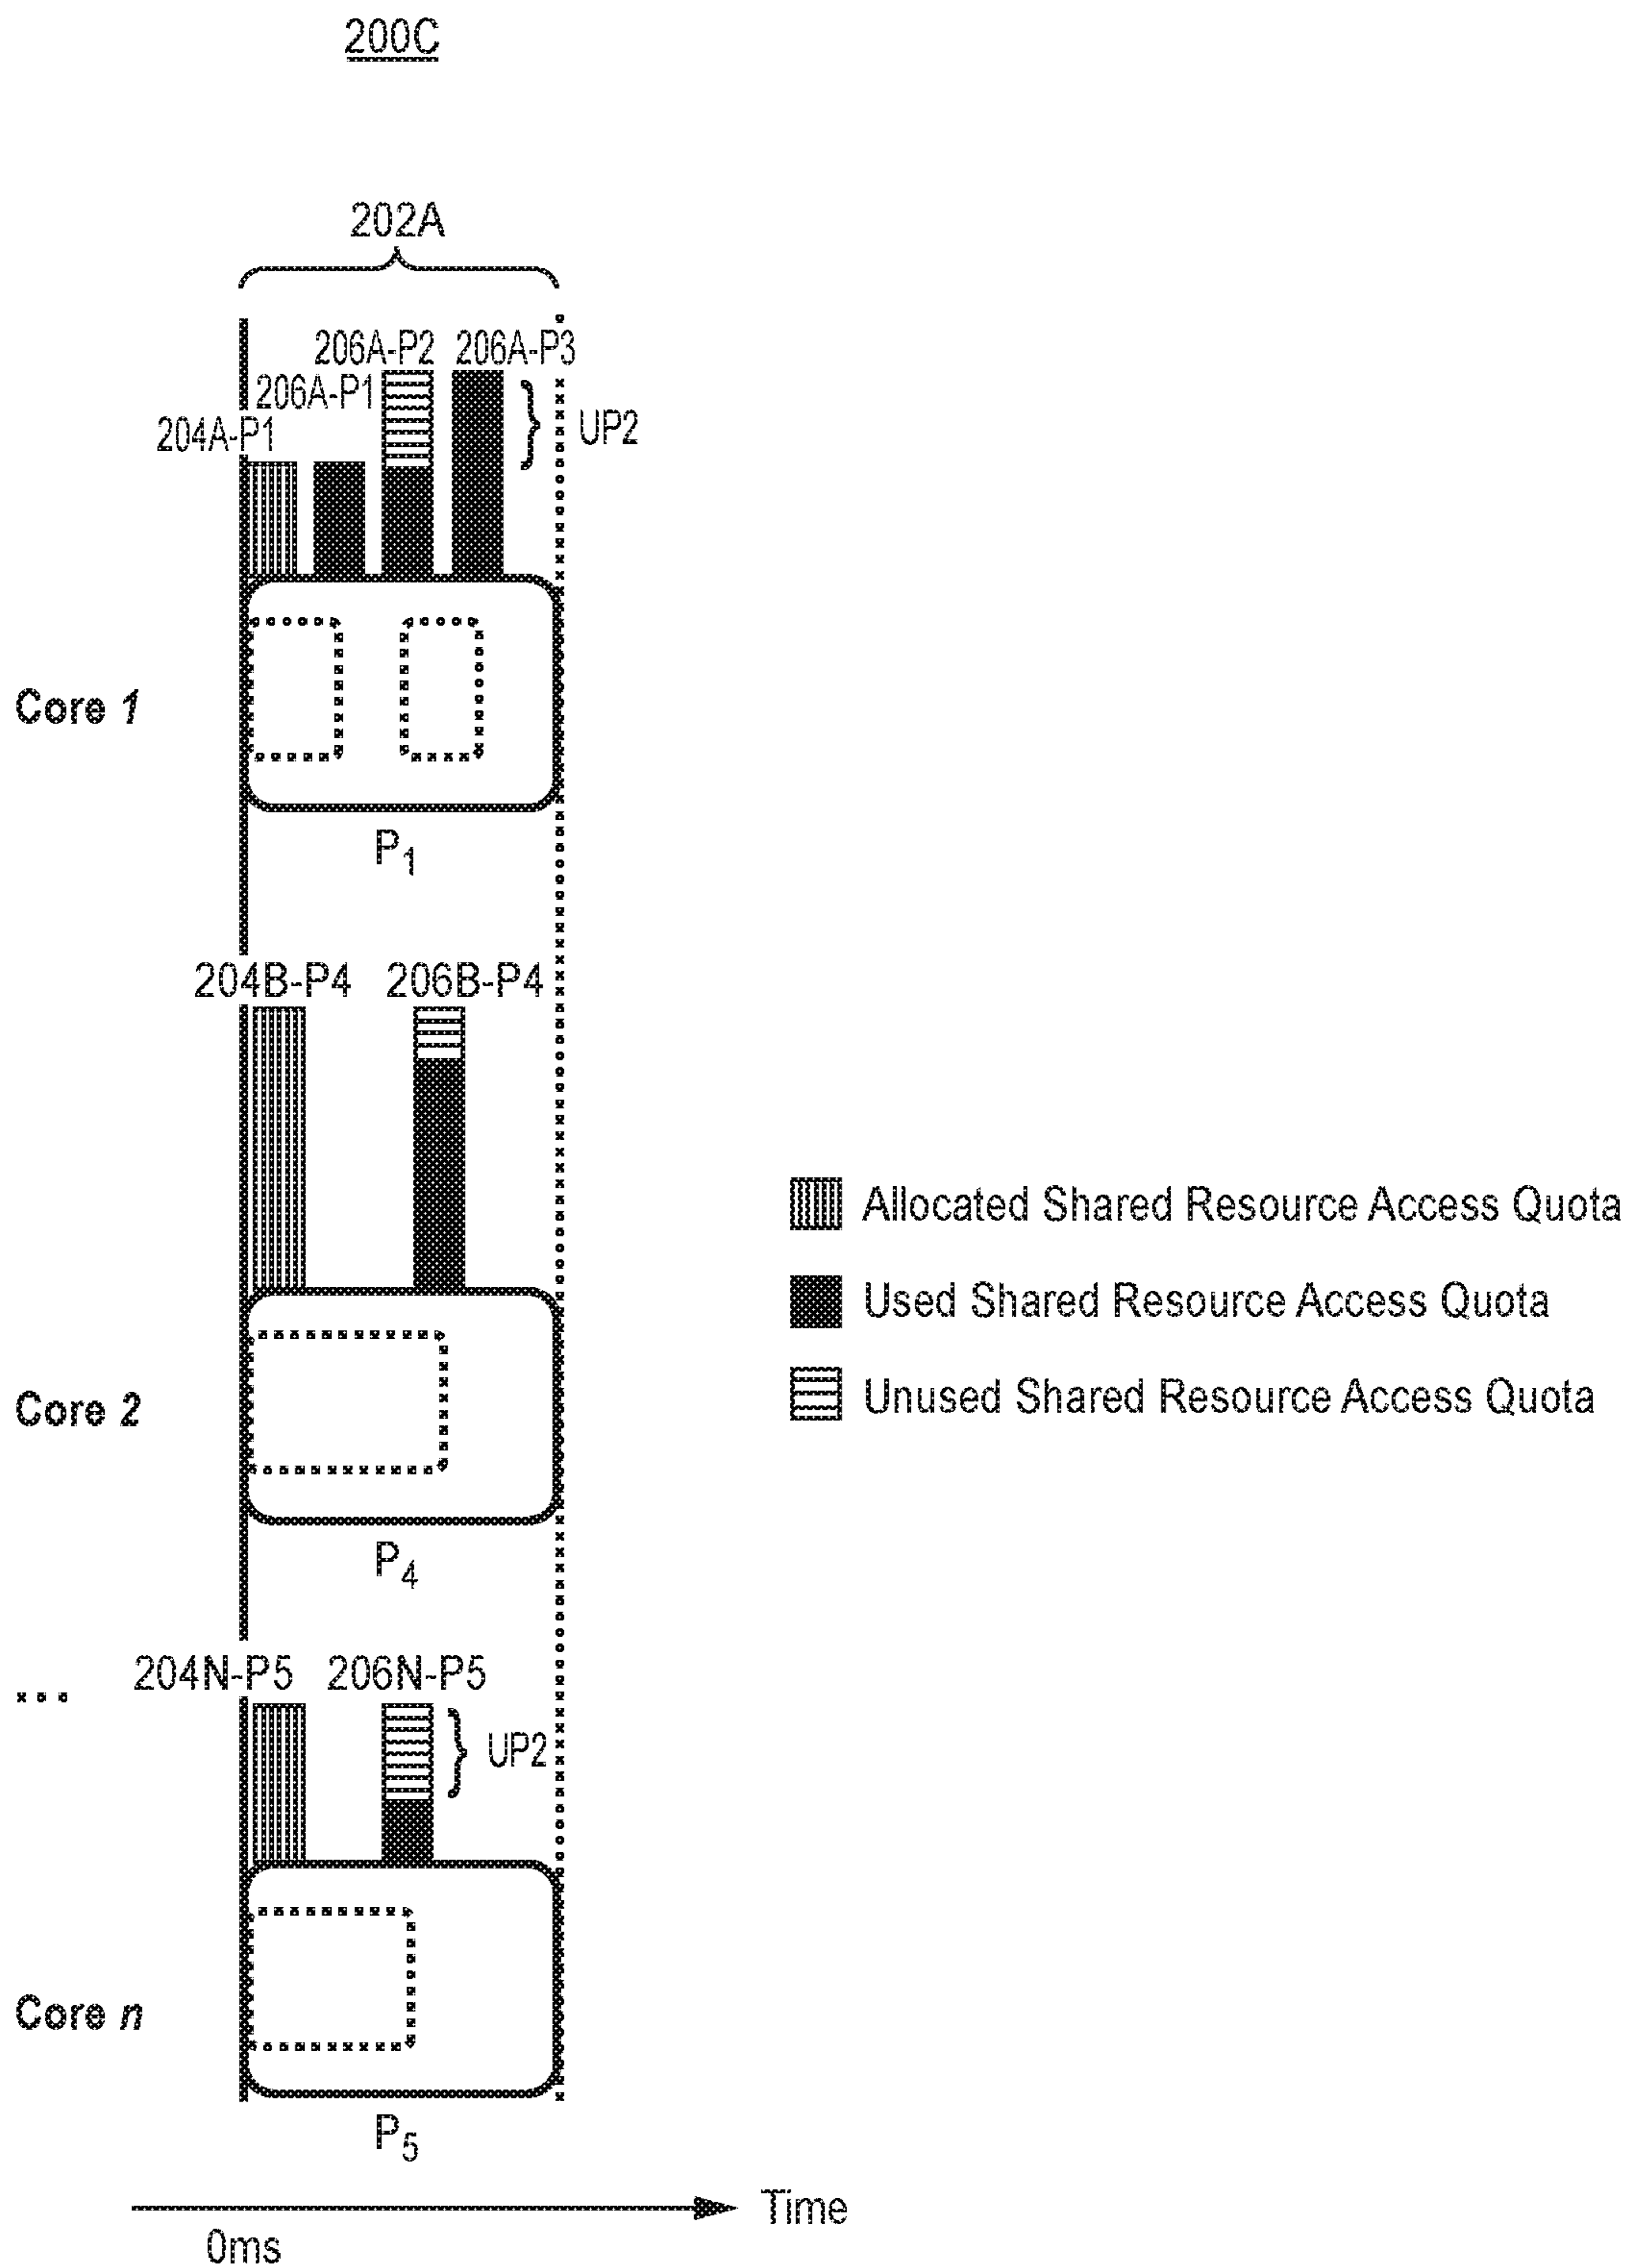 200C
202A
206A-P2 206A-P3
206A-P1
UP2
204A-P1
Core 1
P1
204B-P4 206B-P4
Allocated Shared Resource Access Quota
Used Shared Resource Access Quota
Unused Shared Resource Access Quota
Core 2
P4
204N-P5 206N-P5
...
UP2
Core n
P5
Time
0ms